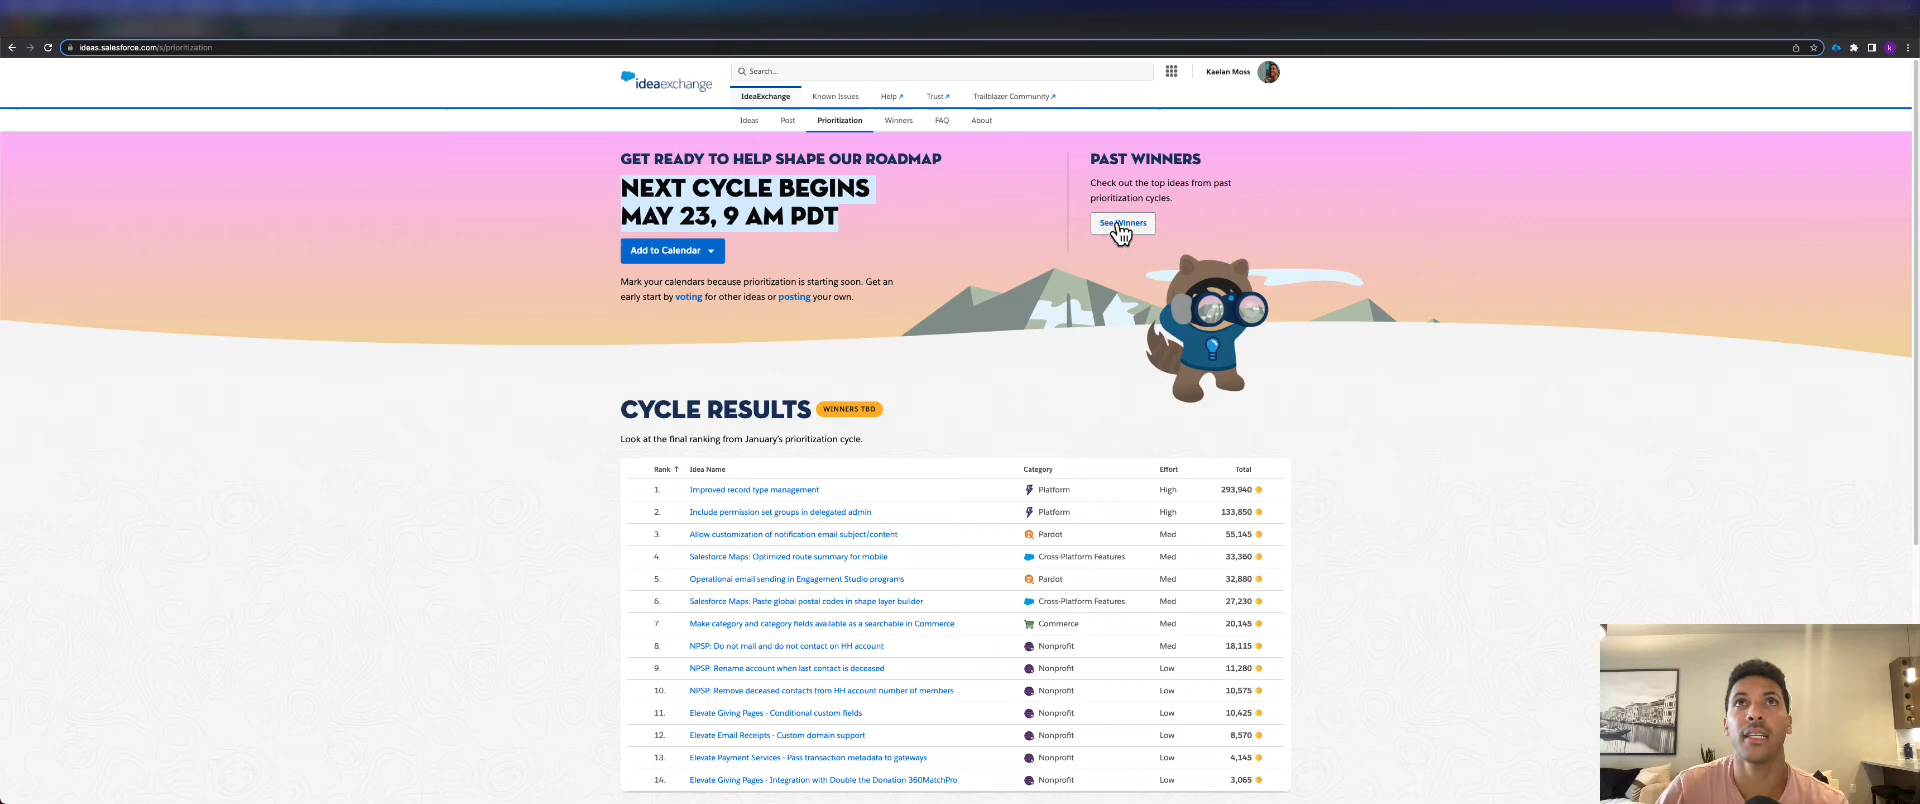 ideas.salesforce.com/s/prioritization
k
ideaexchange
Search...
Kaelan Moss
IdeaExchange Known Issues Help Trust Trailblazer Community
Ideas Post Prioritization Winners FAQ About
GET READY TO HELP SHAPE OUR ROADMAP
NEXT CYCLE BEGINS
MAY 23, 9 AM PDT
Add to Calendar
Mark your calendars because prioritization is starting soon. Get an
early start by voting for other ideas or posting your own.
PAST WINNERS
Check out the top ideas from past
prioritization cycles.
See Winners
CYCLE RESULTS WINNERS TBD
Look at the final ranking from January's prioritization cycle.
Rank Idea Name Category Effort Total
1. Improved record type management Platform High 293,940
2. Include permission set groups in delegated admin Platform High 133,850
3. Allow customization of notification email subject/content Pardot Med 55,145
4. Salesforce Maps: Optimized route summary for mobile Cross-Platform Features Med 33,360
5. Operational email sending in Engagement Studio programs Pardot Med 32,880
6. Salesforce Maps: Paste global postal codes in shape layer builder Cross-Platform Features Med 27,230
7. Make category and category fields available as a searchable in Commerce Commerce Med 20,145
8. NPSP: Do not mail and do not contact on HH account Nonprofit Med 18,115
9. NPSP: Rename account when last contact is deceased Nonprofit Low 11,280
10. NPSP: Remove deceased contacts from HH account number of members Nonprofit Low 10,575
11. Elevate Giving Pages - Conditional custom fields Nonprofit Low 10,425
12. Elevate Email Receipts - Custom domain support Nonprofit Low 8,570
13. Elevate Payment Services - Pass transaction metadata to gateways Nonprofit Low 4,145
14. Elevate Giving Pages - Integration with Double the Donation 360MatchPro Nonprofit Low 3,065